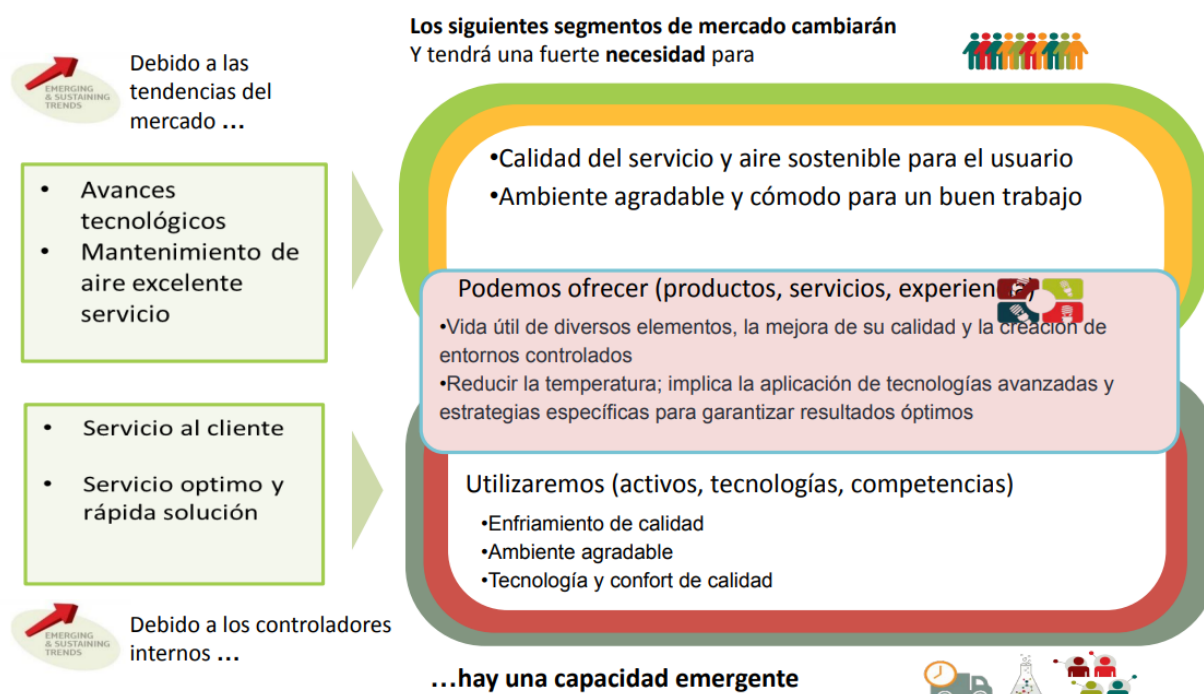 Los siguientes segmentos de mercado cambiarán
Y tendrá una fuerte necesidad para
EMERGING
& SUSTAINING
TRENDS
Debido a las
tendencias del
mercado ...
• Avances
tecnológicos
• Mantenimiento de
aire excelente
servicio
•Calidad del servicio y aire sostenible para el usuario
•Ambiente agradable y cómodo para un buen trabajo
Podemos ofrecer (productos, servicios, experiencia)
•Vida útil de diversos elementos, la mejora de su calidad y la creación de
entornos controlados
•Reducir la temperatura; implica la aplicación de tecnologías avanzadas y
estrategias específicas para garantizar resultados óptimos
• Servicio al cliente
• Servicio optimo y
rápida solución
Utilizaremos (activos, tecnologías, competencias)
•Enfriamiento de calidad
•Ambiente agradable
•Tecnología y confort de calidad
EMERGING
& SUSTAINING
TRENDS
Debido a los controladores
internos ...
...hay una capacidad emergente